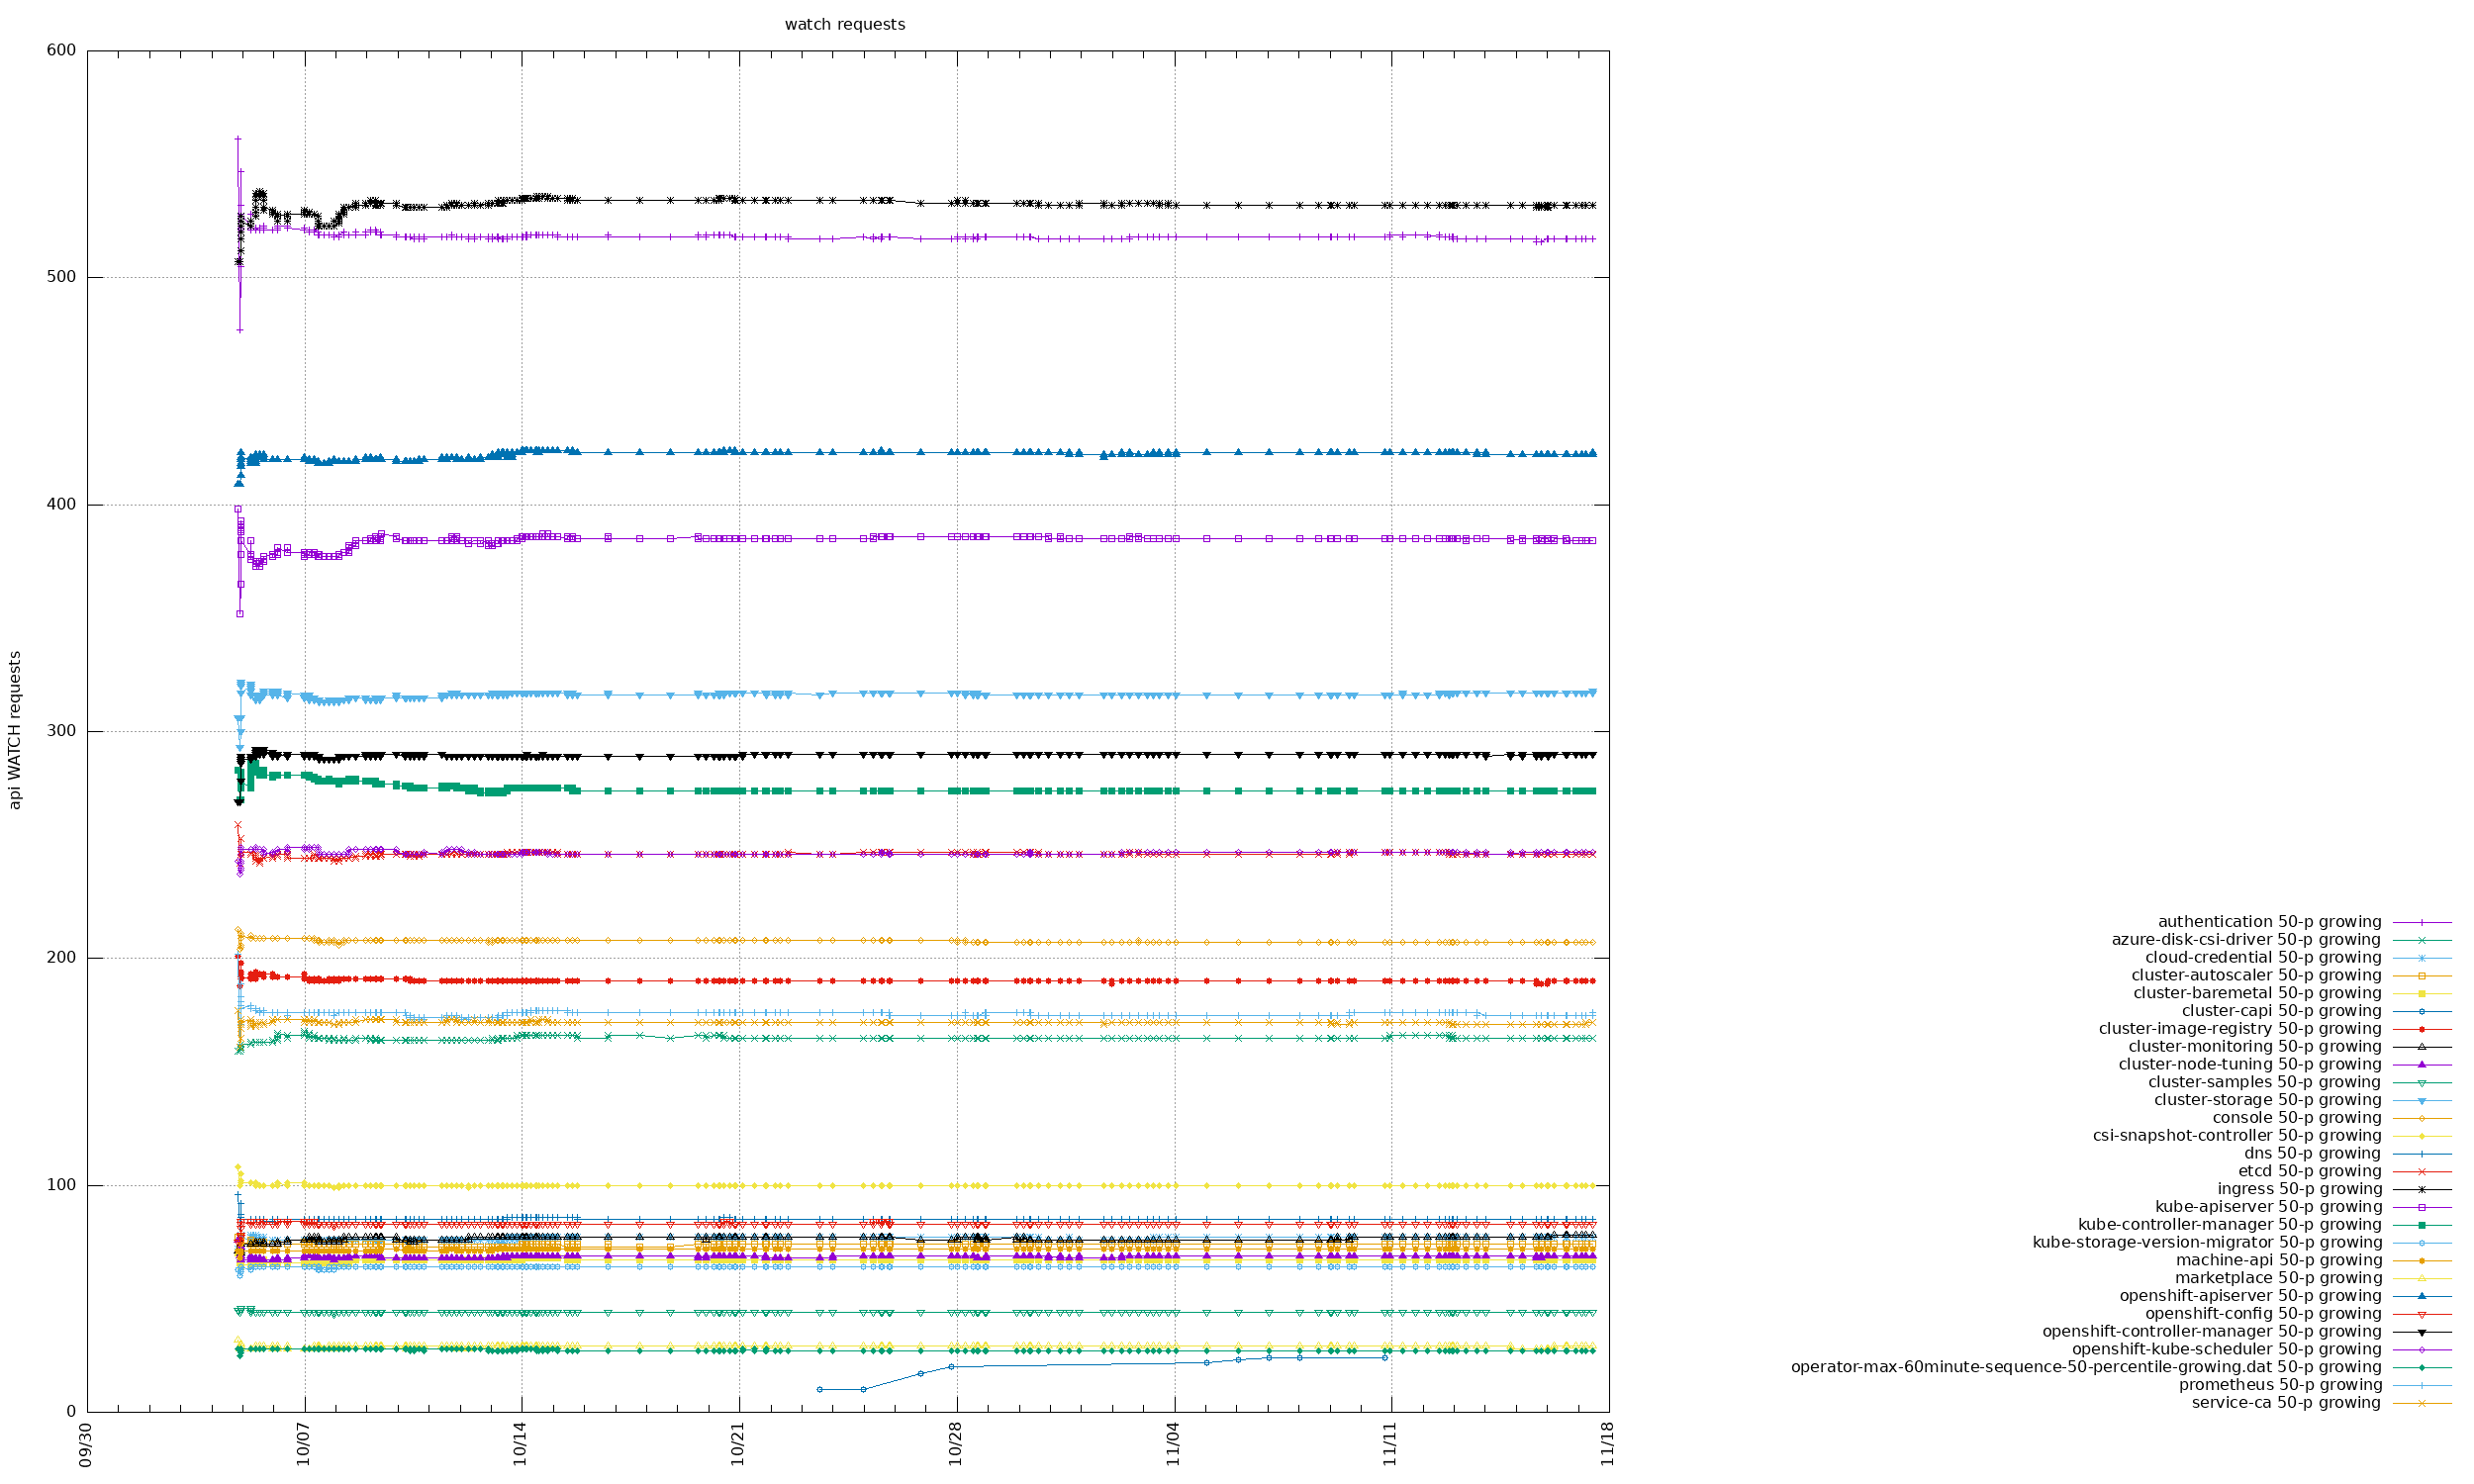 watch requests
600
500
400
300
200
100
0
api WATCH requests
09/30
10/07
10/14
10/21
10/28
11/04
11/11
11/18
authentication 50-p growing
azure-disk-csi-driver 50-p growing
cloud-credential 50-p growing
cluster-autoscaler 50-p growing
cluster-baremetal 50-p growing
cluster-capi 50-p growing
cluster-image-registry 50-p growing
cluster-monitoring 50-p growing
cluster-node-tuning 50-p growing
cluster-samples 50-p growing
cluster-storage 50-p growing
console 50-p growing
csi-snapshot-controller 50-p growing
dns 50-p growing
etcd 50-p growing
ingress 50-p growing
kube-apiserver 50-p growing
kube-controller-manager 50-p growing
kube-storage-version-migrator 50-p growing
machine-api 50-p growing
marketplace 50-p growing
openshift-apiserver 50-p growing
openshift-config 50-p growing
openshift-controller-manager 50-p growing
openshift-kube-scheduler 50-p growing
operator-max-60minute-sequence-50-percentile-growing.dat 50-p growing
prometheus 50-p growing
service-ca 50-p growing